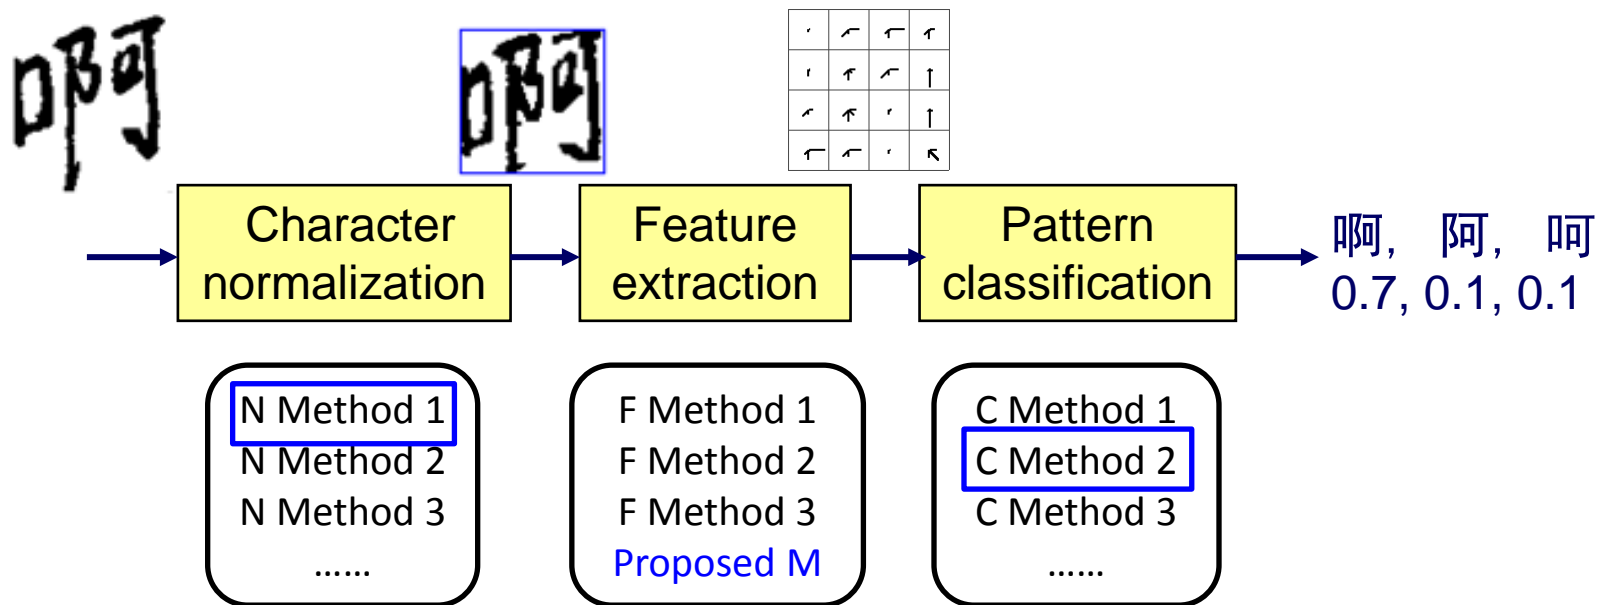 啊
啊
Character
normalization
Feature
extraction
Pattern
classification
啊, 阿, 呵
0.7, 0.1, 0.1
N Method 1
N Method 2
N Method 3
......
F Method 1
F Method 2
F Method 3
Proposed M
C Method 1
C Method 2
C Method 3
......